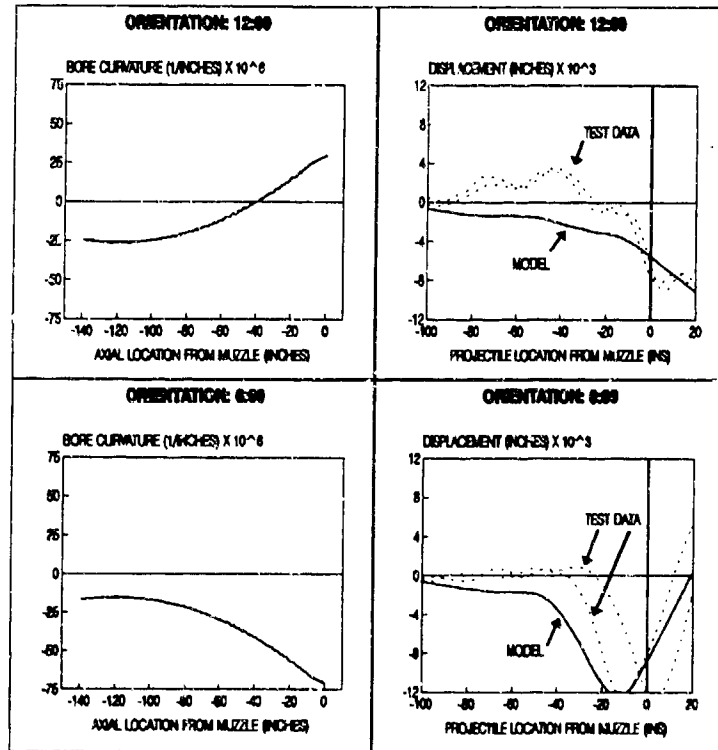 ORIENTATION: 12:00
BORE CURVATURE (1/INCHES) X 10^6
75
50
25
0
-25
-50
-75
-140 -120 -100 -80 -60 -40 -20 0
AXIAL LOCATION FROM MUZZLE (INCHES)
ORIENTATION: 12:00
DISPLACEMENT (INCHES) X 10^3
12
8
4
0
-4
-8
-12
TEST DATA
MODEL
-100 -80 -60 -40 -20 0 20
PROJECTILE LOCATION FROM MUZZLE (INS)
ORIENTATION: 6:00
BORE CURVATURE (1/INCHES) X 10^6
75
50
25
0
-25
-50
-75
-140 -120 -100 -80 -60 -40 -20 0
AXIAL LOCATION FROM MUZZLE (INCHES)
ORIENTATION: 6:00
DISPLACEMENT (INCHES) X 10^3
12
8
4
0
-4
-8
-12
TEST DATA
MODEL
-100 -80 -60 -40 -20 0 20
PROJECTILE LOCATION FROM MUZZLE (INS)